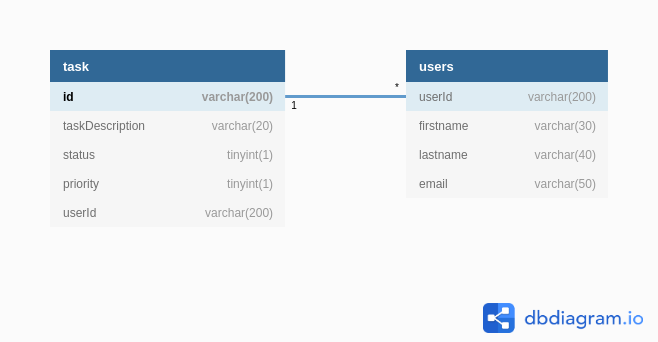 task
id varchar(200)
taskDescription varchar(20)
status tinyint(1)
priority tinyint(1)
userId varchar(200)
1
*
users
userId varchar(200)
firstname varchar(30)
lastname varchar(40)
email varchar(50)
dbdiagram.io